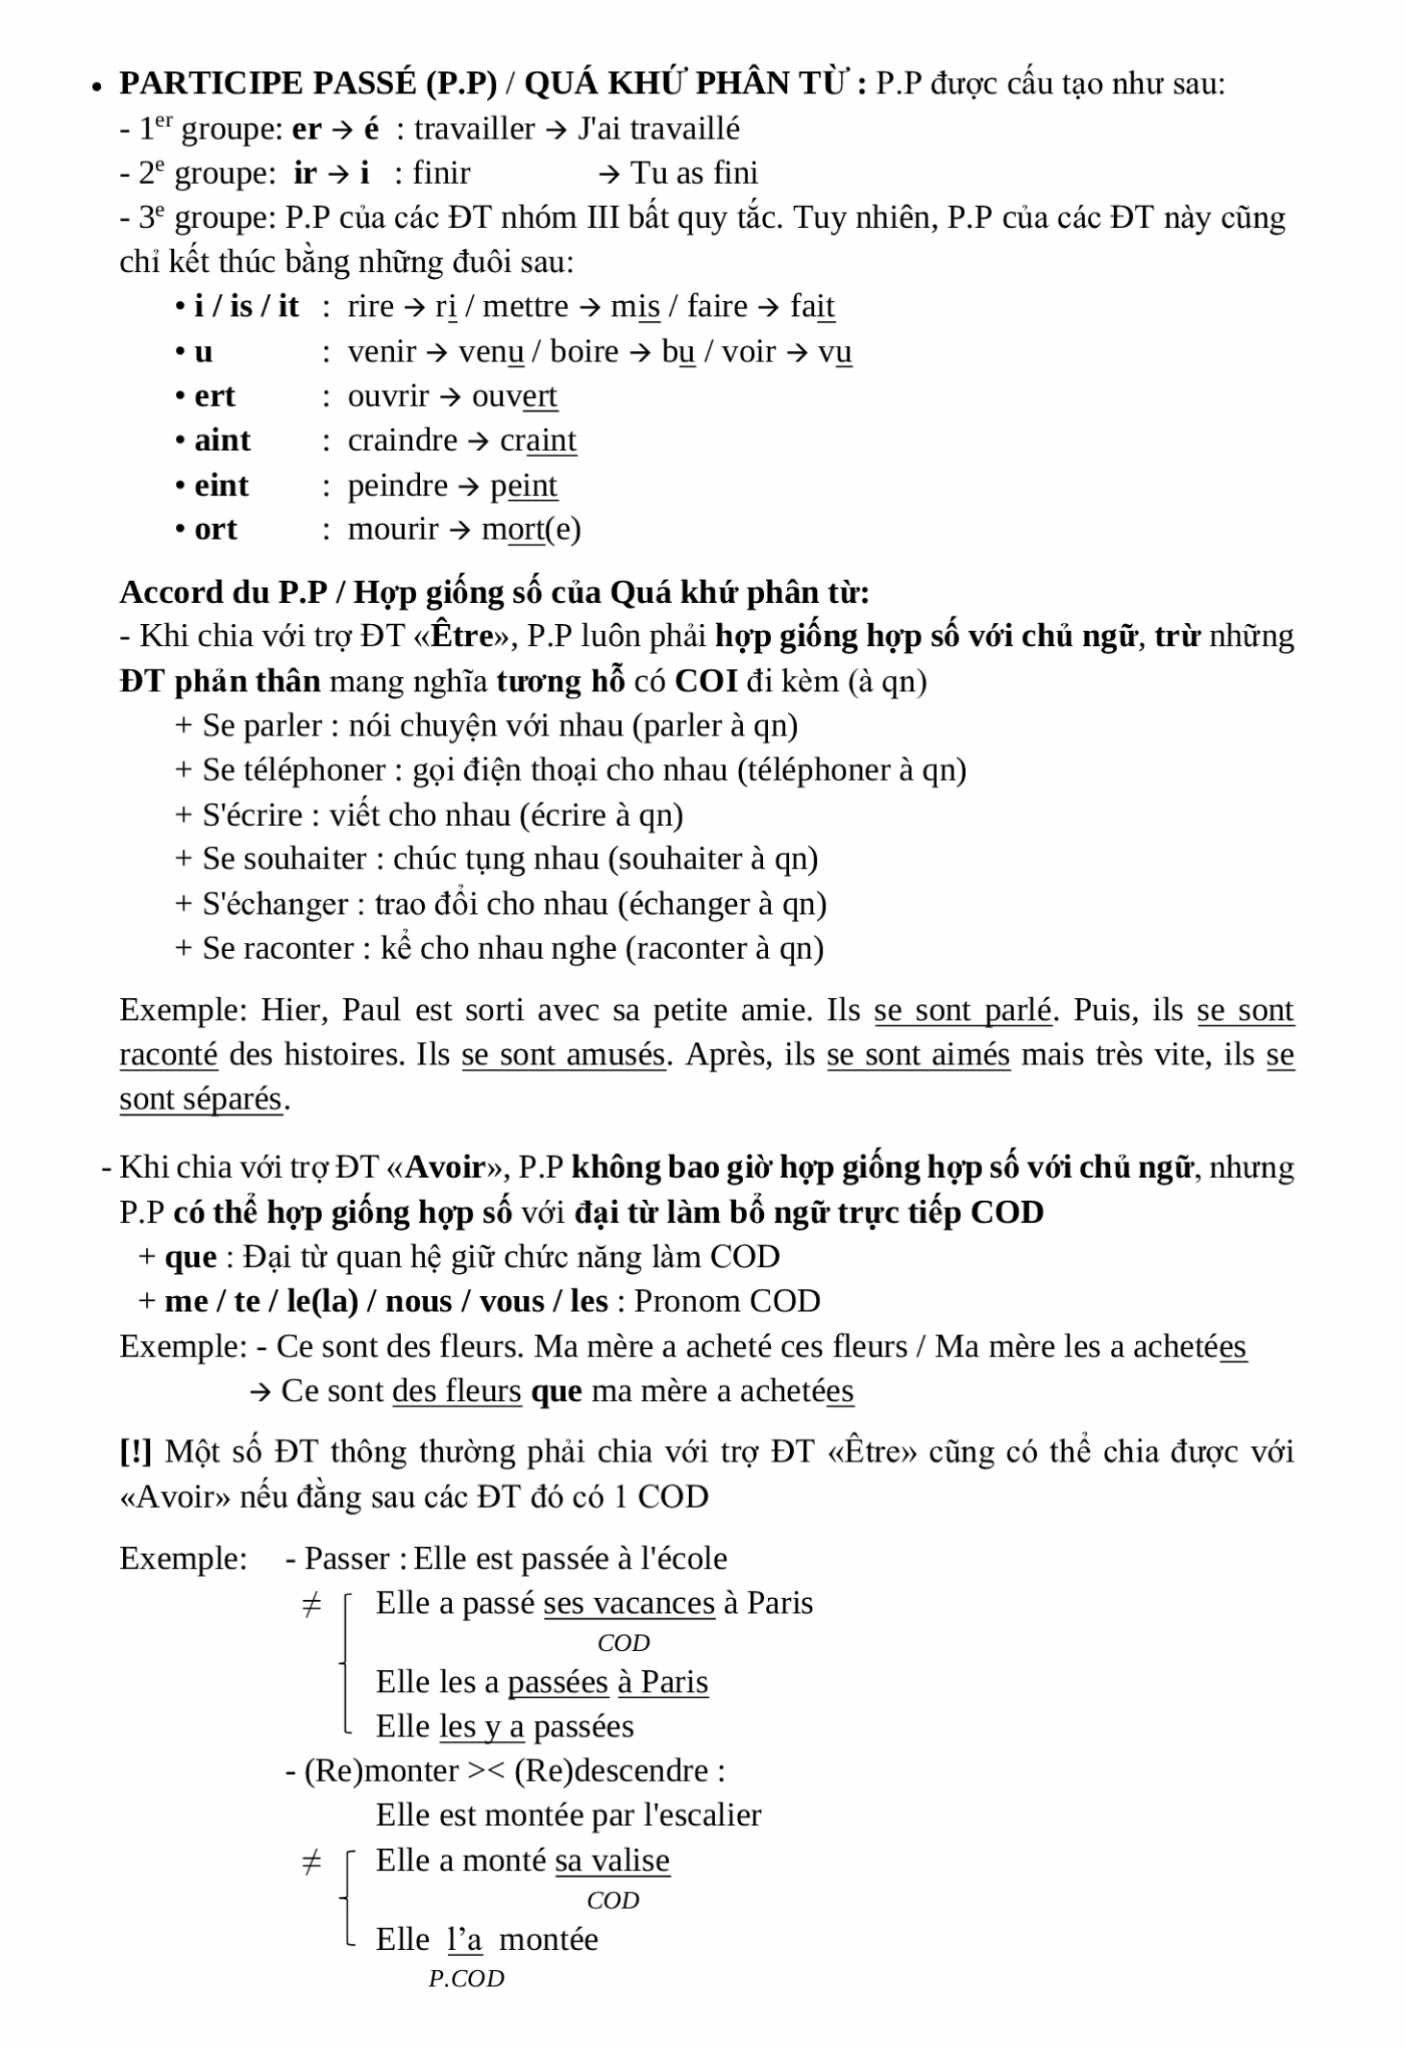 • PARTICIPE PASSÉ (P.P) / QUÁ KHỨ PHÂN TỪ : P.P được cấu tạo như sau:
- 1er groupe: er → é : travailler → J'ai travaillé
- 2e groupe: ir → i : finir → Tu as fini
- 3e groupe: P.P của các ĐT nhóm III bất quy tắc. Tuy nhiên, P.P của các ĐT này cũng
chỉ kết thúc bằng những đuôi sau:
• i / is / it : rire → ri / mettre → mis / faire → fait
• u : venir → venu / boire → bu / voir → vu
• ert : ouvrir → ouvert
• aint : craindre → craint
• eint : peindre → peint
• ort : mourir → mort(e)
Accord du P.P / Hợp giống số của Quá khứ phân từ:
- Khi chia với trợ ĐT «Être», P.P luôn phải hợp giống hợp số với chủ ngữ, trừ những
ĐT phản thân mang nghĩa tương hỗ có COI đi kèm (à qn)
+ Se parler : nói chuyện với nhau (parler à qn)
+ Se téléphoner : gọi điện thoại cho nhau (téléphoner à qn)
+ S'écrire : viết cho nhau (écrire à qn)
+ Se souhaiter : chúc tụng nhau (souhaiter à qn)
+ S'échanger : trao đổi cho nhau (échanger à qn)
+ Se raconter : kể cho nhau nghe (raconter à qn)
Exemple: Hier, Paul est sorti avec sa petite amie. Ils se sont parlé. Puis, ils se sont
raconté des histoires. Ils se sont amusés. Après, ils se sont aimés mais très vite, ils se
sont séparés.
- Khi chia với trợ ĐT «Avoir», P.P không bao giờ hợp giống hợp số với chủ ngữ, nhưng
P.P có thể hợp giống hợp số với đại từ làm bổ ngữ trực tiếp COD
+ que : Đại từ quan hệ giữ chức năng làm COD
+ me / te / le(la) / nous / vous / les : Pronom COD
Exemple: - Ce sont des fleurs. Ma mère a acheté ces fleurs / Ma mère les a achetées
→ Ce sont des fleurs que ma mère a achetées
[!] Một số ĐT thông thường phải chia với trợ ĐT «Être» cũng có thể chia được với
«Avoir» nếu đằng sau các ĐT đó có 1 COD
Exemple: - Passer : Elle est passée à l'école
≠ Elle a passé ses vacances à Paris
COD
Elle les a passées à Paris
Elle les y a passées
- (Re)monter >< (Re)descendre :
Elle est montée par l'escalier
≠ Elle a monté sa valise
COD
Elle l’a montée
P.COD